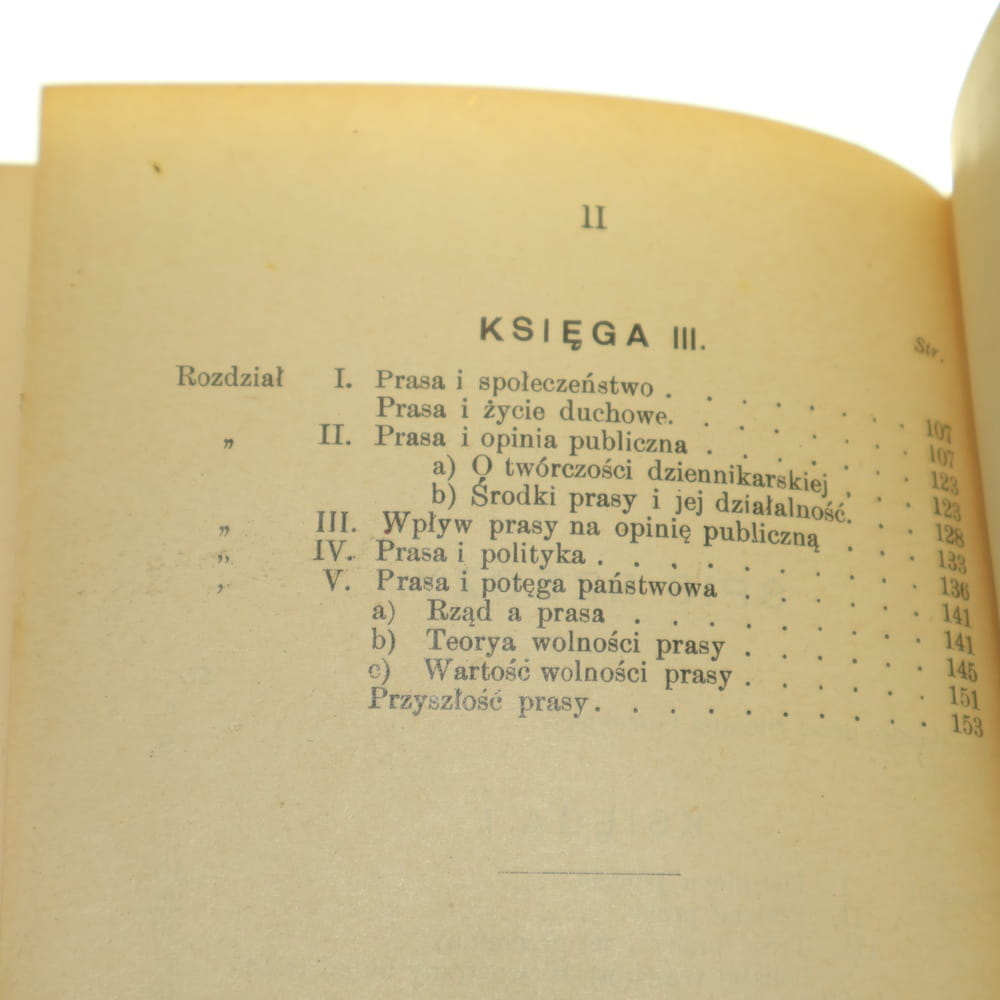 II
KSIĘGA III.
Str.
Rozdział I. Prasa i społeczeństwo . . . . . . . 107
Prasa i życie duchowe. . . . . . . 107
„ II. Prasa i opinia publiczna . . . . . . 123
a) O twórczości dziennikarskiej . . . 123
b) Środki prasy i jej działalność. . . 128
„ III. Wpływ prasy na opinię publiczną . . . 133
„ IV. Prasa i polityka . . . . . . . . . 136
„ V. Prasa i potęga państwowa . . . . . . 141
a) Rząd a prasa . . . . . . . . 141
b) Teorya wolności prasy . . . . . . 145
c) Wartość wolności prasy . . . . . . 151
Przyszłość prasy. . . . . . . . . . 153